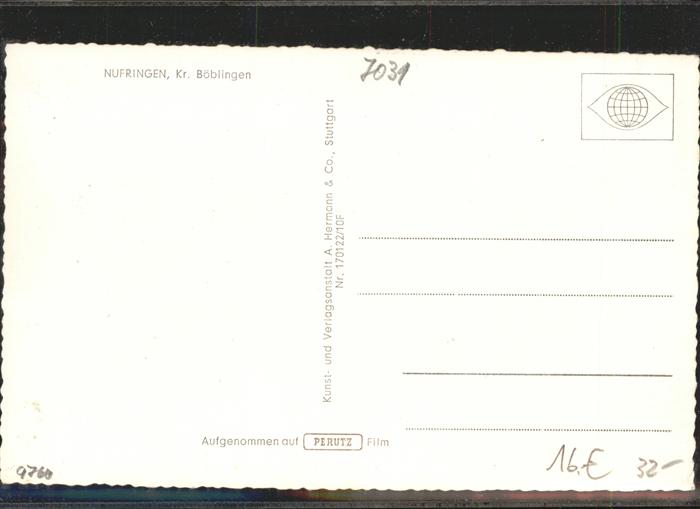 NUFRINGEN, Kr. Böblingen
7031
Kunst- und Verlagsanstalt A. Hermann & Co., Stuttgart
Nr. 170122/10F
Aufgenommen auf PERUTZ Film
9760
16.€ 32-